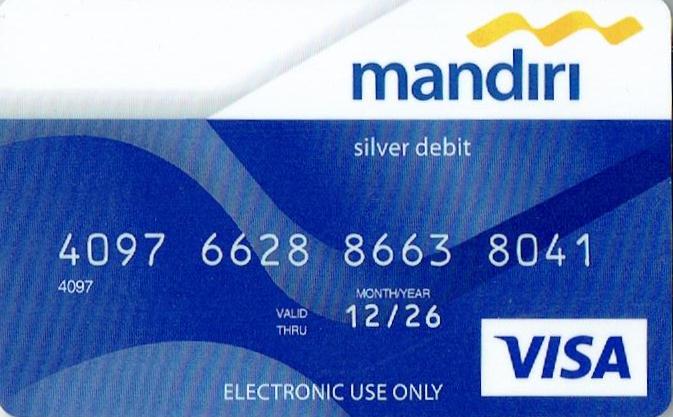 mandiri
silver debit
4097 6628 8663 8041
4097
MONTH/YEAR
VALID THRU 12/26
VISA
ELECTRONIC USE ONLY